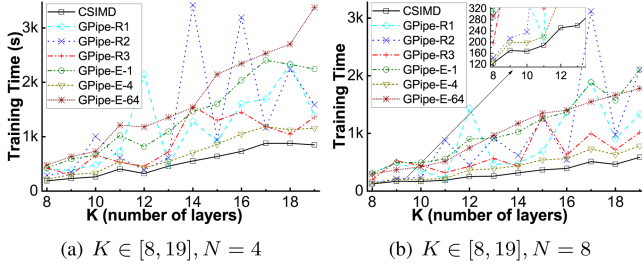 Training Time (s)
3k
2k
1k
0
CSIMD
GPipe-R1
GPipe-R2
GPipe-R3
GPipe-E-1
GPipe-E-4
GPipe-E-64
8 10 12 14 16 18
K (number of layers)
(a) K ∈ [8, 19], N = 4
Training Time (s)
3k
2k
1k
0
CSIMD
GPipe-R1
GPipe-R2
GPipe-R3
GPipe-E-1
GPipe-E-4
GPipe-E-64
320
280
240
200
160
120
8 10 12
8 10 12 14 16 18
K (number of layers)
(b) K ∈ [8, 19], N = 8